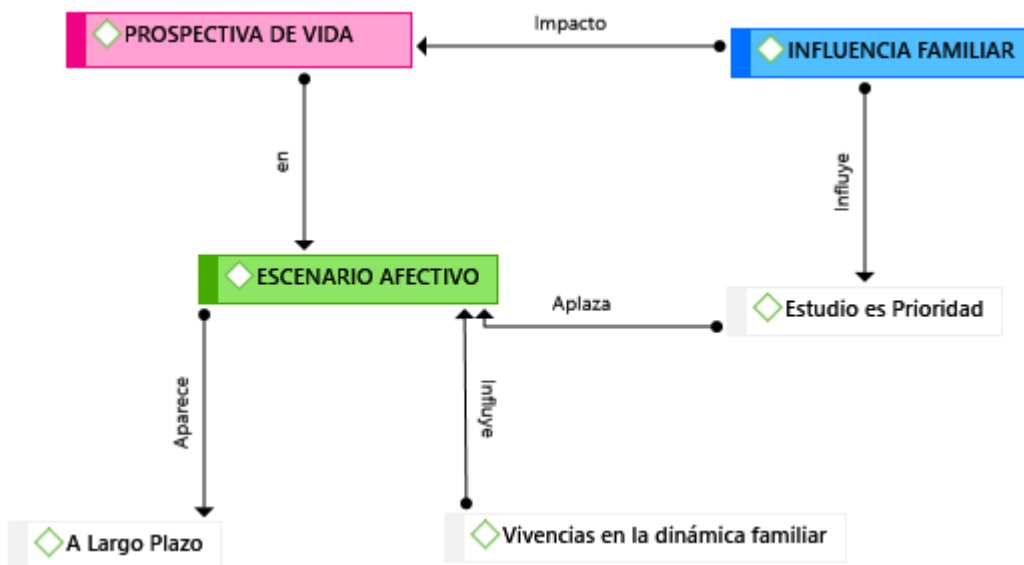 Impacto
PROSPECTIVA DE VIDA
INFLUENCIA FAMILIAR
en
Influye
ESCENARIO AFECTIVO
Aplaza
Estudio es Prioridad
Aparece
Influye
A Largo Plazo
Vivencias en la dinámica familiar